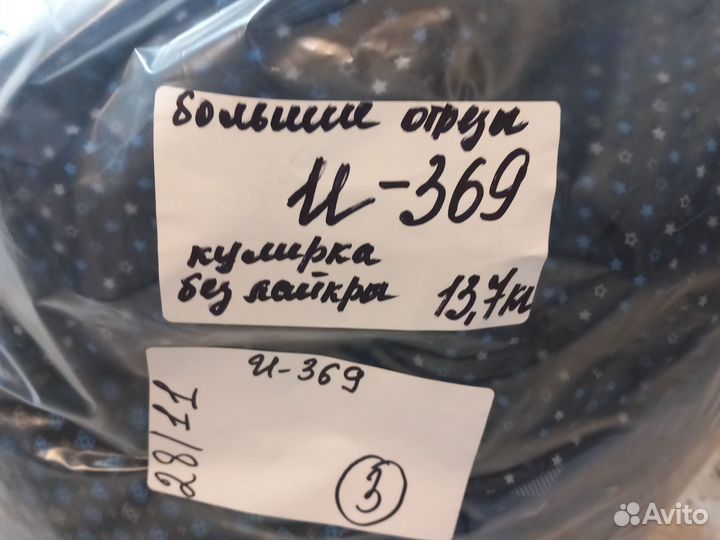 большие отрезы
И-369
кулирка
без лайкры 13,7кг
И-369
28/11
3
Avito